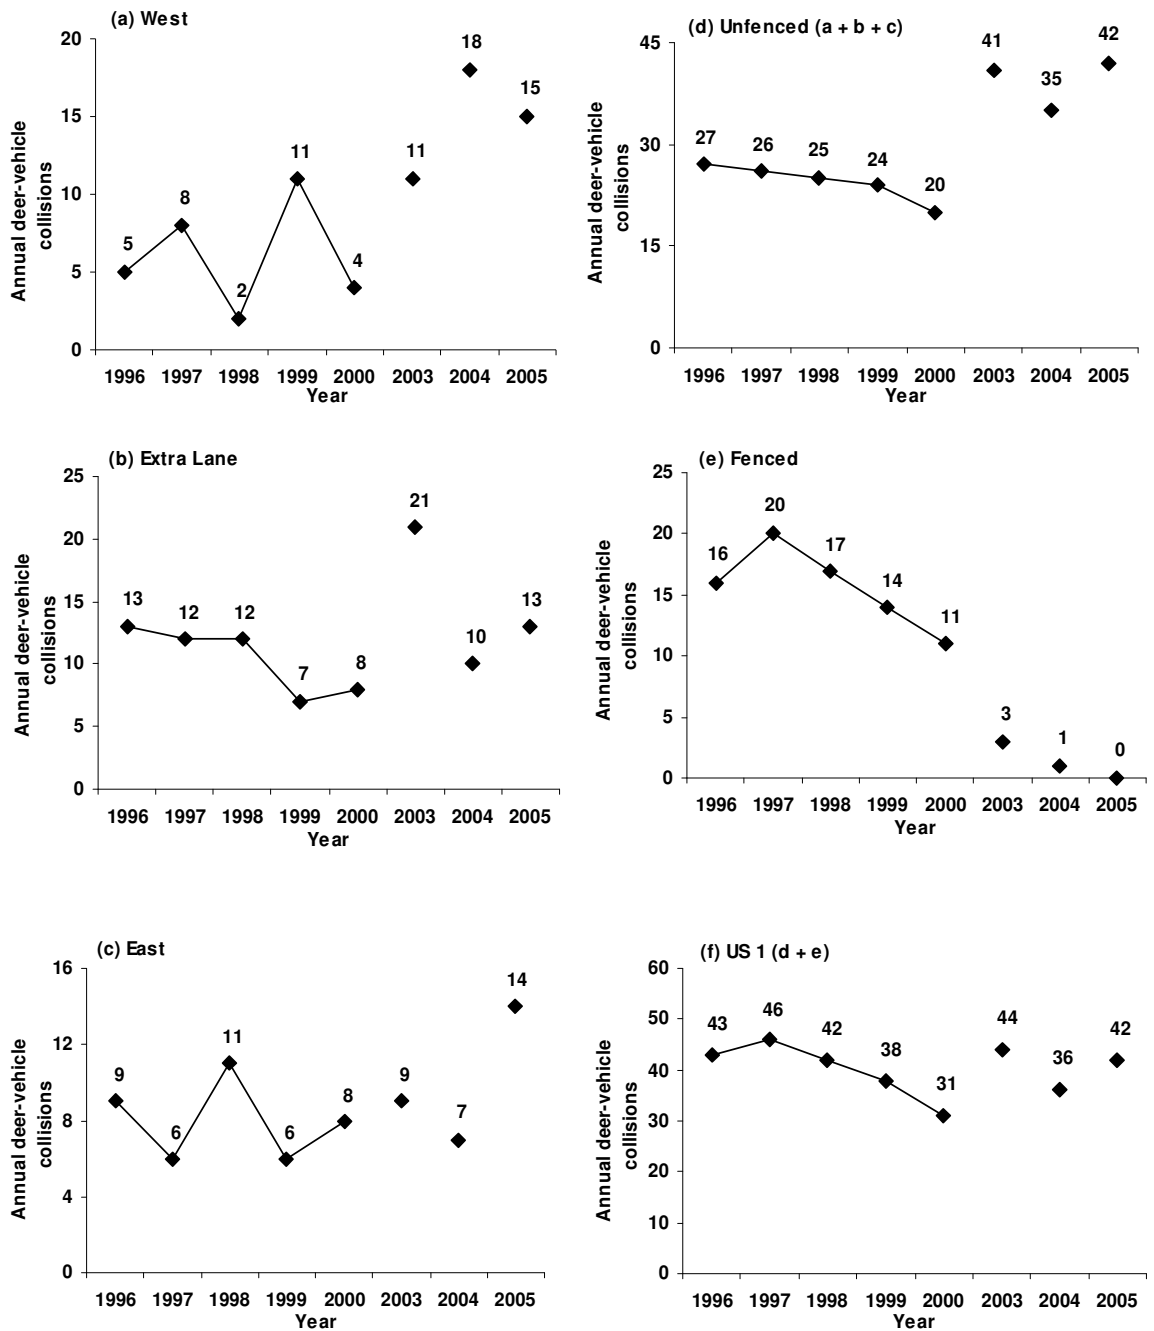 (a) West
Annual deer-vehicle
collisions
20
15
10
5
0
5
8
2
11
4
11
18
15
1996 1997 1998 1999 2000 2003 2004 2005
Year
(b) Extra Lane
Annual deer-vehicle
collisions
25
20
15
10
5
0
13
12
12
7
8
21
10
13
1996 1997 1998 1999 2000 2003 2004 2005
Year
(c) East
Annual deer-vehicle
collisions
16
12
8
4
0
9
6
11
6
8
9
7
14
1996 1997 1998 1999 2000 2003 2004 2005
Year
(d) Unfenced (a + b + c)
Annual deer-vehicle
collisions
45
30
15
0
27
26
25
24
20
41
35
42
1996 1997 1998 1999 2000 2003 2004 2005
Year
(e) Fenced
Annual deer-vehicle
collisions
25
20
15
10
5
0
16
20
17
14
11
3
1
0
1996 1997 1998 1999 2000 2003 2004 2005
Year
(f) US 1 (d + e)
Annual deer-vehicle
collisions
60
50
40
30
20
10
0
43
46
42
38
31
44
36
42
1996 1997 1998 1999 2000 2003 2004 2005
Year